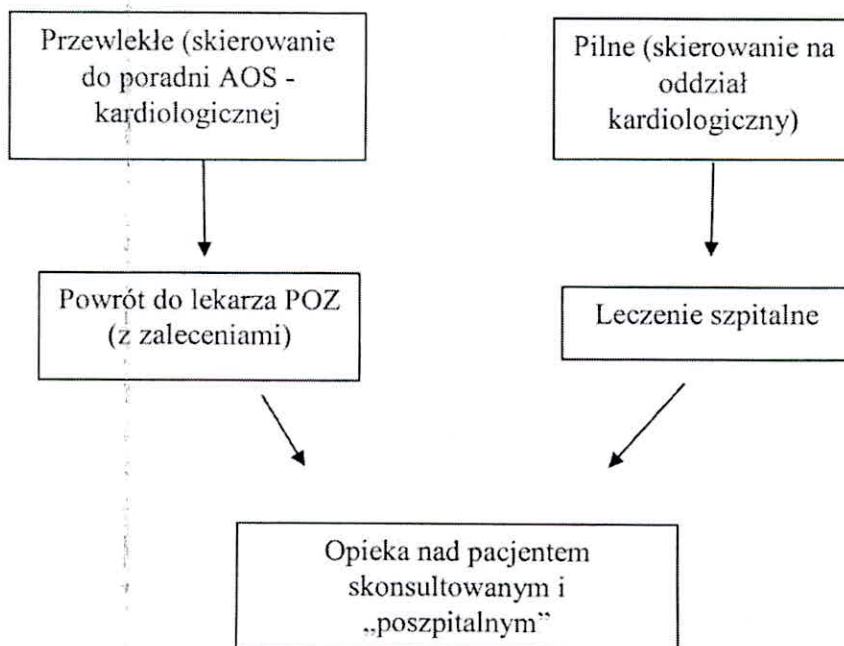 Przewlekłe (skierowanie
do poradni AOS -
kardiologicznej
Pilne (skierowanie na
oddział
kardiologiczny)
Powrót do lekarza POZ
(z zaleceniami)
Leczenie szpitalne
Opieka nad pacjentem
skonsultowanym i
„poszpitalnym”